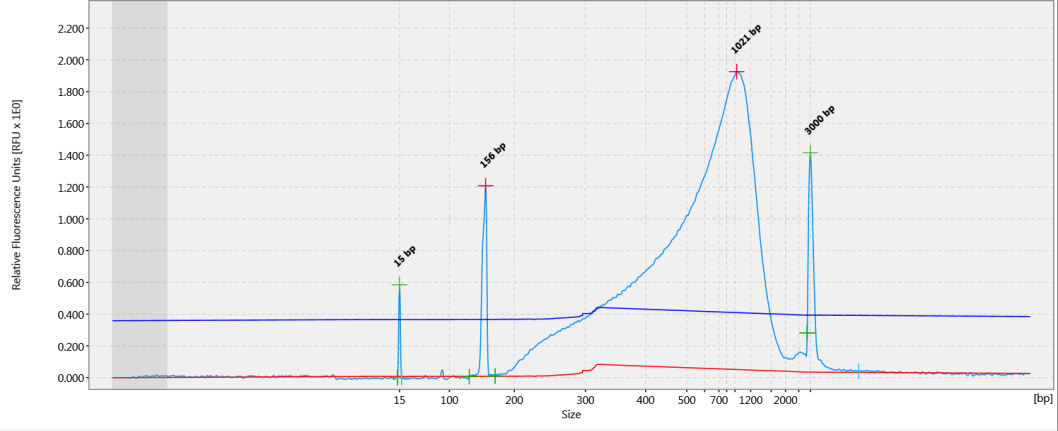 Relative Fluorescence Units [RFU x 1E0]
2.200
2.000
1.800
1.600
1.400
1.200
1.000
0.800
0.600
0.400
0.200
0.000
15 bp
156 bp
1021 bp
3000 bp
15 100 200 300 400 500 700 1200 2000 [bp]
Size